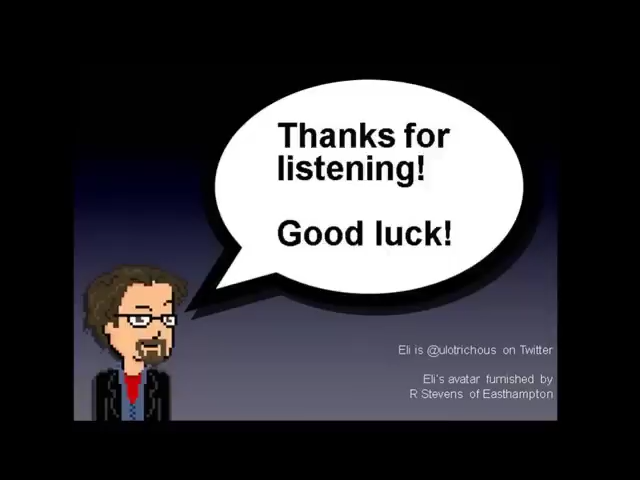 Thanks for
listening!
Good luck!
Eli is @ulotrichous on Twitter
Eli's avatar furnished by
R Stevens of Easthampton